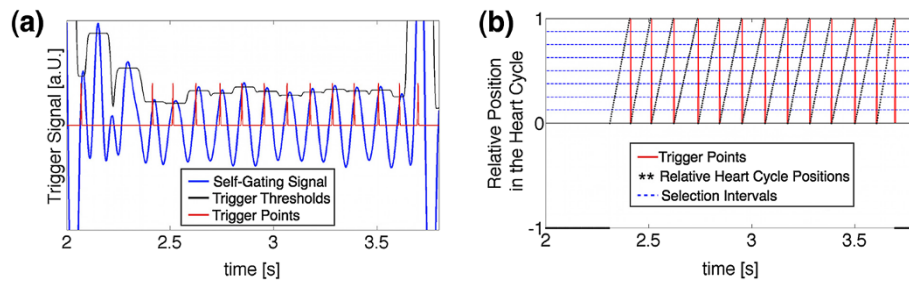 (a)
Trigger Signal [a.U.]
Self-Gating Signal
Trigger Thresholds
Trigger Points
2
2.5
3
3.5
time [s]
(b)
Relative Position
in the Heart Cycle
1
0
-1
Trigger Points
** Relative Heart Cycle Positions
Selection Intervals
2
2.5
3
3.5
time [s]